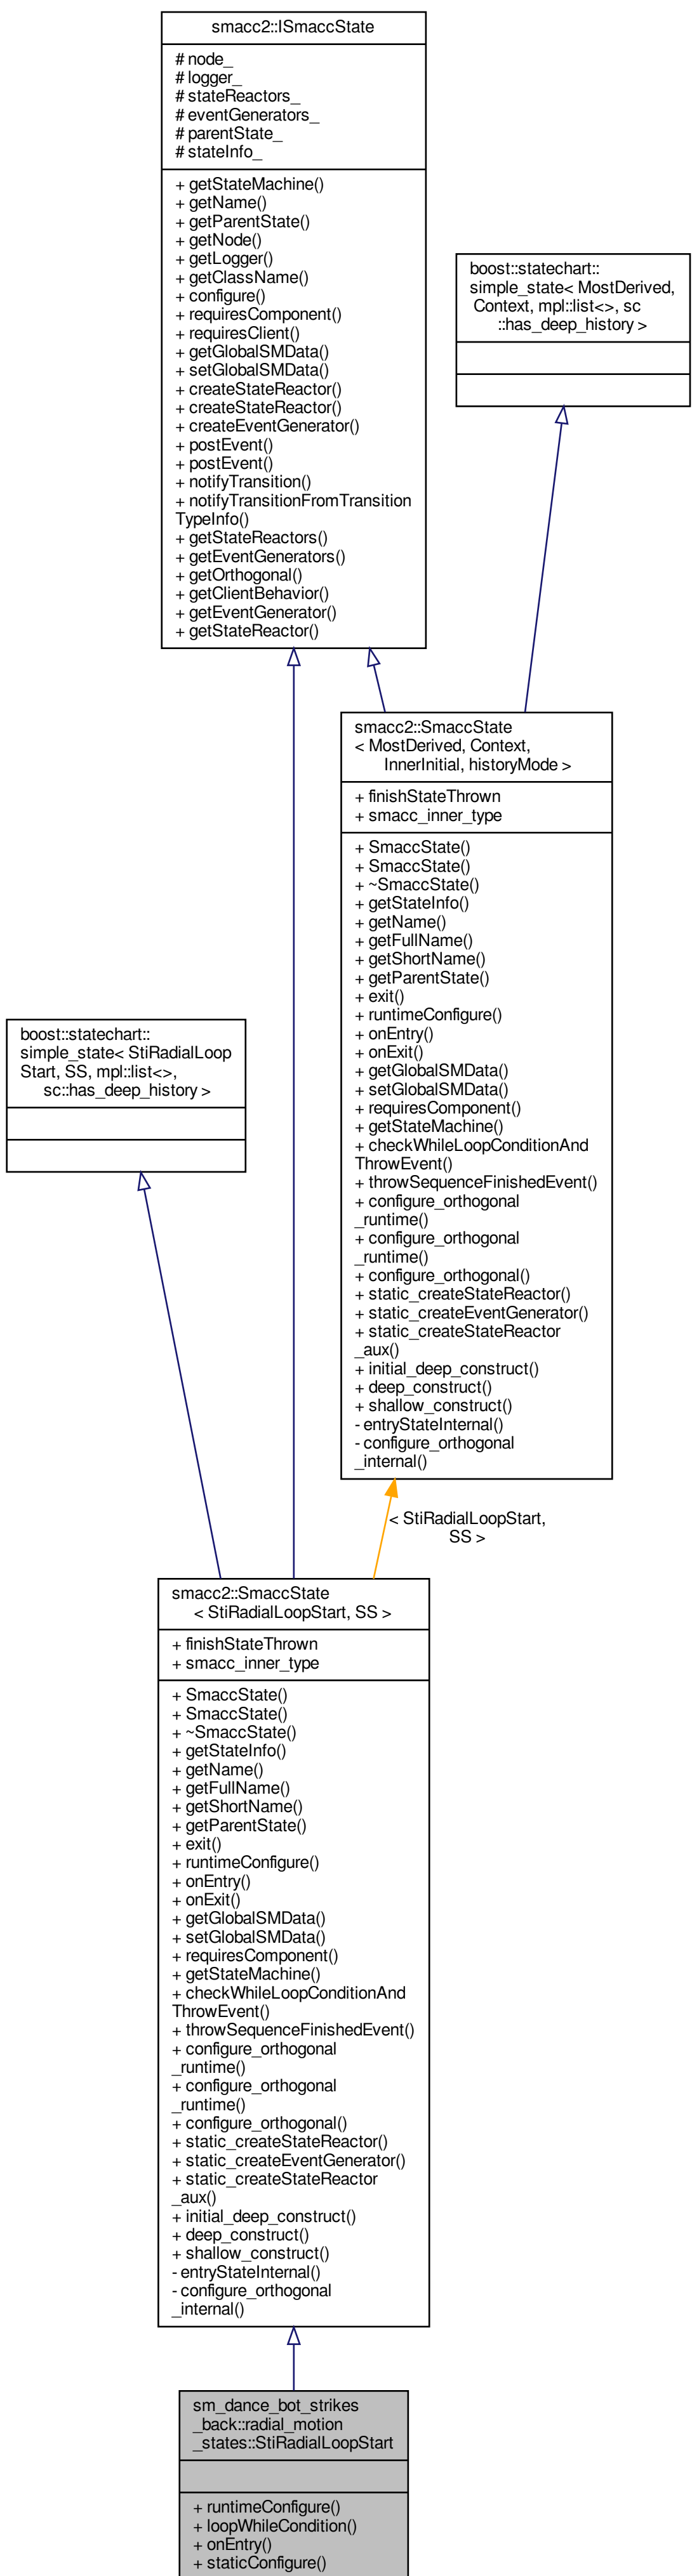 smacc2::ISmaccState
# node_
# logger_
# stateReactors_
# eventGenerators_
# parentState_
# stateInfo_
+ getStateMachine()
+ getName()
+ getParentState()
+ getNode()
+ getLogger()
+ getClassName()
+ configure()
+ requiresComponent()
+ requiresClient()
+ getGlobalSMData()
+ setGlobalSMData()
+ createStateReactor()
+ createStateReactor()
+ createEventGenerator()
+ postEvent()
+ postEvent()
+ notifyTransition()
+ notifyTransitionFromTransition
TypeInfo()
+ getStateReactors()
+ getEventGenerators()
+ getOrthogonal()
+ getClientBehavior()
+ getEventGenerator()
+ getStateReactor()
boost::statechart::
simple_state< MostDerived,
Context, mpl::list<>, sc
::has_deep_history >
smacc2::SmaccState
< MostDerived, Context,
InnerInitial, historyMode >
+ finishStateThrown
+ smacc_inner_type
+ SmaccState()
+ SmaccState()
+ ~SmaccState()
+ getStateInfo()
+ getName()
+ getFullName()
+ getShortName()
+ getParentState()
+ exit()
+ runtimeConfigure()
+ onEntry()
+ onExit()
+ getGlobalSMData()
+ setGlobalSMData()
+ requiresComponent()
+ getStateMachine()
+ checkWhileLoopConditionAnd
ThrowEvent()
+ throwSequenceFinishedEvent()
+ configure_orthogonal
_runtime()
+ configure_orthogonal
_runtime()
+ configure_orthogonal()
+ static_createStateReactor()
+ static_createEventGenerator()
+ static_createStateReactor
_aux()
+ initial_deep_construct()
+ deep_construct()
+ shallow_construct()
- entryStateInternal()
- configure_orthogonal
_internal()
boost::statechart::
simple_state< StiRadialLoop
Start, SS, mpl::list<>,
sc::has_deep_history >
< StiRadialLoopStart,
SS >
smacc2::SmaccState
< StiRadialLoopStart, SS >
+ finishStateThrown
+ smacc_inner_type
+ SmaccState()
+ SmaccState()
+ ~SmaccState()
+ getStateInfo()
+ getName()
+ getFullName()
+ getShortName()
+ getParentState()
+ exit()
+ runtimeConfigure()
+ onEntry()
+ onExit()
+ getGlobalSMData()
+ setGlobalSMData()
+ requiresComponent()
+ getStateMachine()
+ checkWhileLoopConditionAnd
ThrowEvent()
+ throwSequenceFinishedEvent()
+ configure_orthogonal
_runtime()
+ configure_orthogonal
_runtime()
+ configure_orthogonal()
+ static_createStateReactor()
+ static_createEventGenerator()
+ static_createStateReactor
_aux()
+ initial_deep_construct()
+ deep_construct()
+ shallow_construct()
- entryStateInternal()
- configure_orthogonal
_internal()
sm_dance_bot_strikes
_back::radial_motion
_states::StiRadialLoopStart
+ runtimeConfigure()
+ loopWhileCondition()
+ onEntry()
+ staticConfigure()